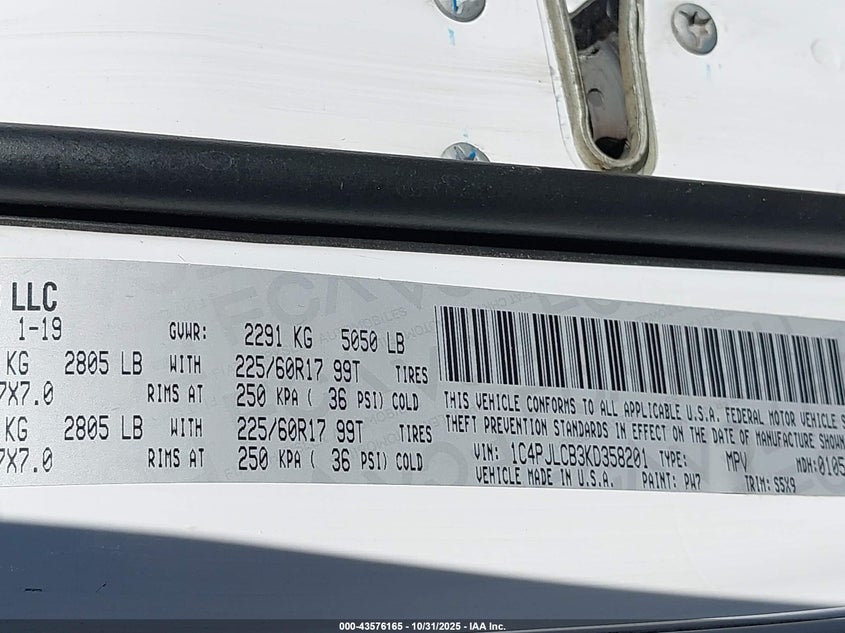 LLC
1-19 GVWR: 2291 KG 5050 LB
KG 2805 LB WITH 225/60R17 99T TIRES
7X7.0 RIMS AT 250 KPA ( 36 PSI) COLD
KG 2805 LB WITH 225/60R17 99T TIRES
7X7.0 RIMS AT 250 KPA ( 36 PSI) COLD
THIS VEHICLE CONFORMS TO ALL APPLICABLE U.S.A. FEDERAL MOTOR VEHICLE S
THEFT PREVENTION STANDARDS IN EFFECT ON THE DATE OF MANUFACTURE SHOWN
VIN: 1C4PJLCB3KD358201 TYPE: MPV MDH:0105
VEHICLE MADE IN U.S.A. PAINT: PW7 TRIM: S5X9
000-43576165 • 10/31/2025 • IAA Inc.